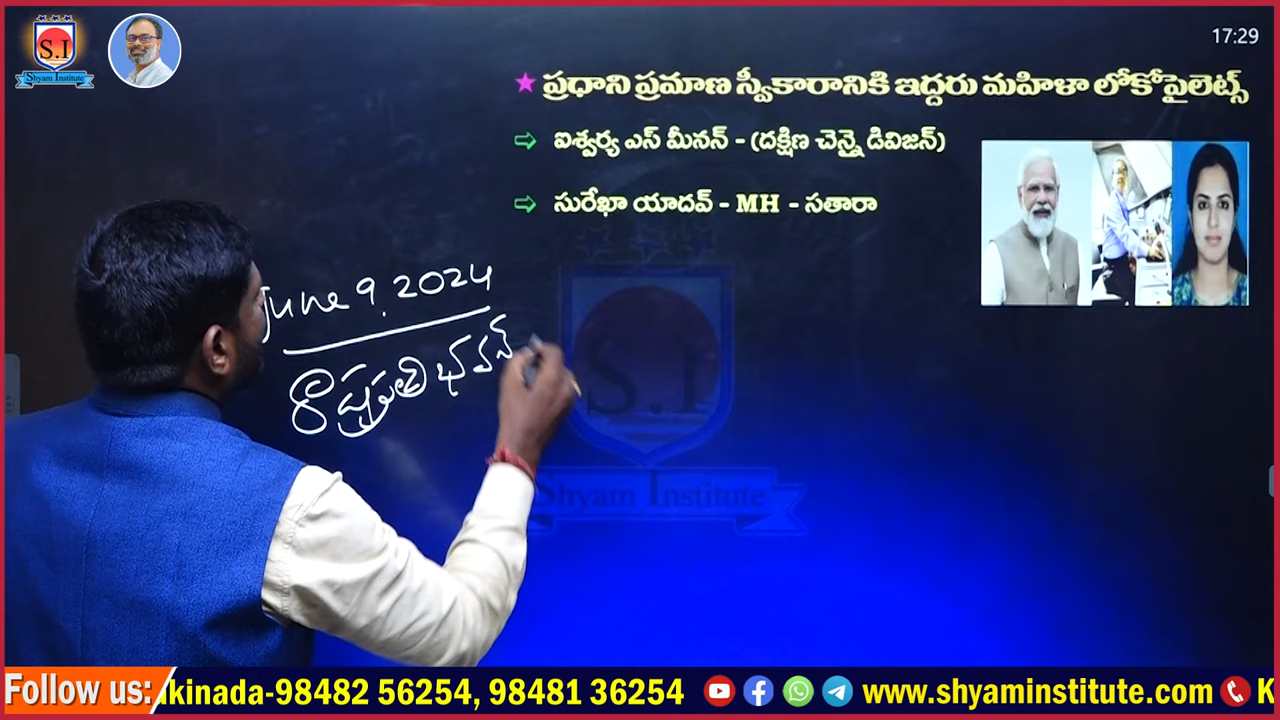 S.I
Shyam Institute
17:29
ప్రధాని ప్రమాణ స్వీకారానికి ఇద్దరు మహిళా లోకోపైలెట్స్
ఐశ్వర్య ఎస్ మీనన్ - (దక్షిణ చెన్నై డివిజన్)
సురేఖా యాదవ్ - MH - సతారా
June 9, 2024
రాష్ట్రపతి భవన్
S.I
Shyam Institute
Follow us:
kinada-98482 56254, 98481 36254
www.shyaminstitute.com
K